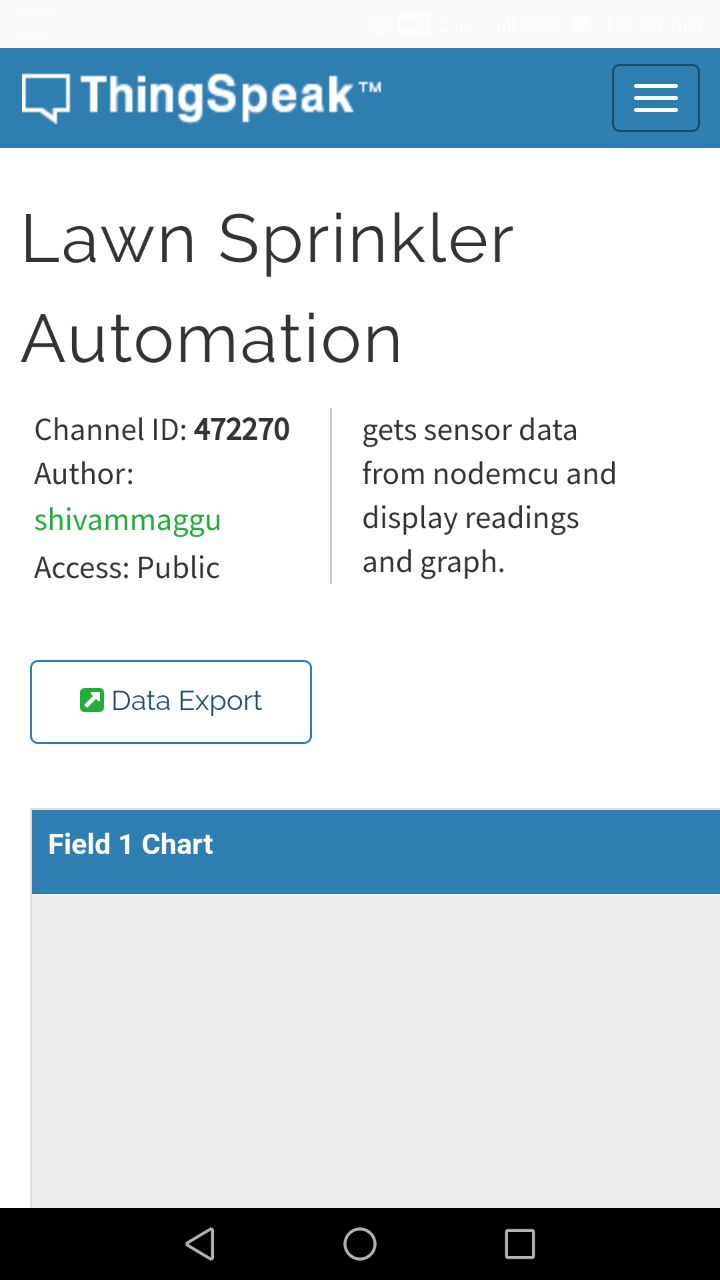 56% 9:39 am
ThingSpeak™
Lawn Sprinkler
Automation
Channel ID: 472270
Author:
shivammaggu
Access: Public
gets sensor data
from nodemcu and
display readings
and graph.
Data Export
Field 1 Chart